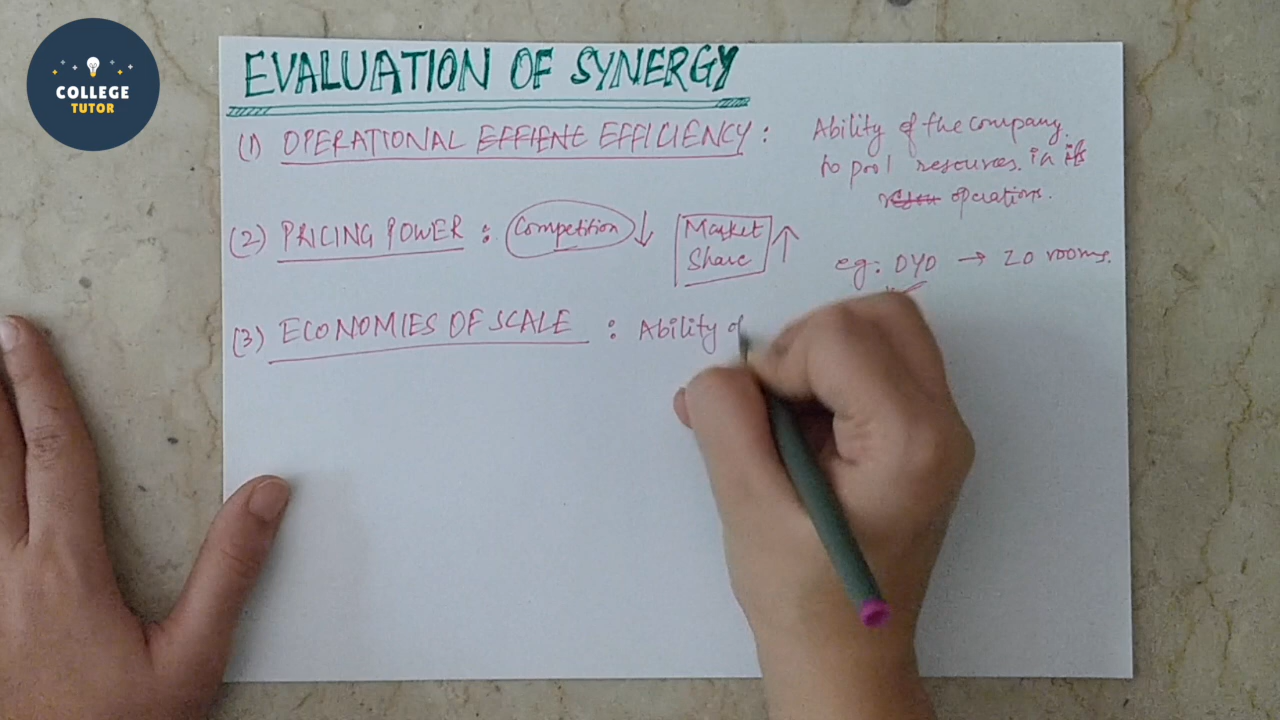 COLLEGE
TUTOR
EVALUATION OF SYNERGY
(1) OPERATIONAL EFFIENT EFFICIENCY :
Ability of the company.
to pool resources. in its
operations.
(2) PRICING POWER : Competition ↓
Market
Share ↑
eg: OYO → 20 rooms.
(3) ECONOMIES OF SCALE : Ability of